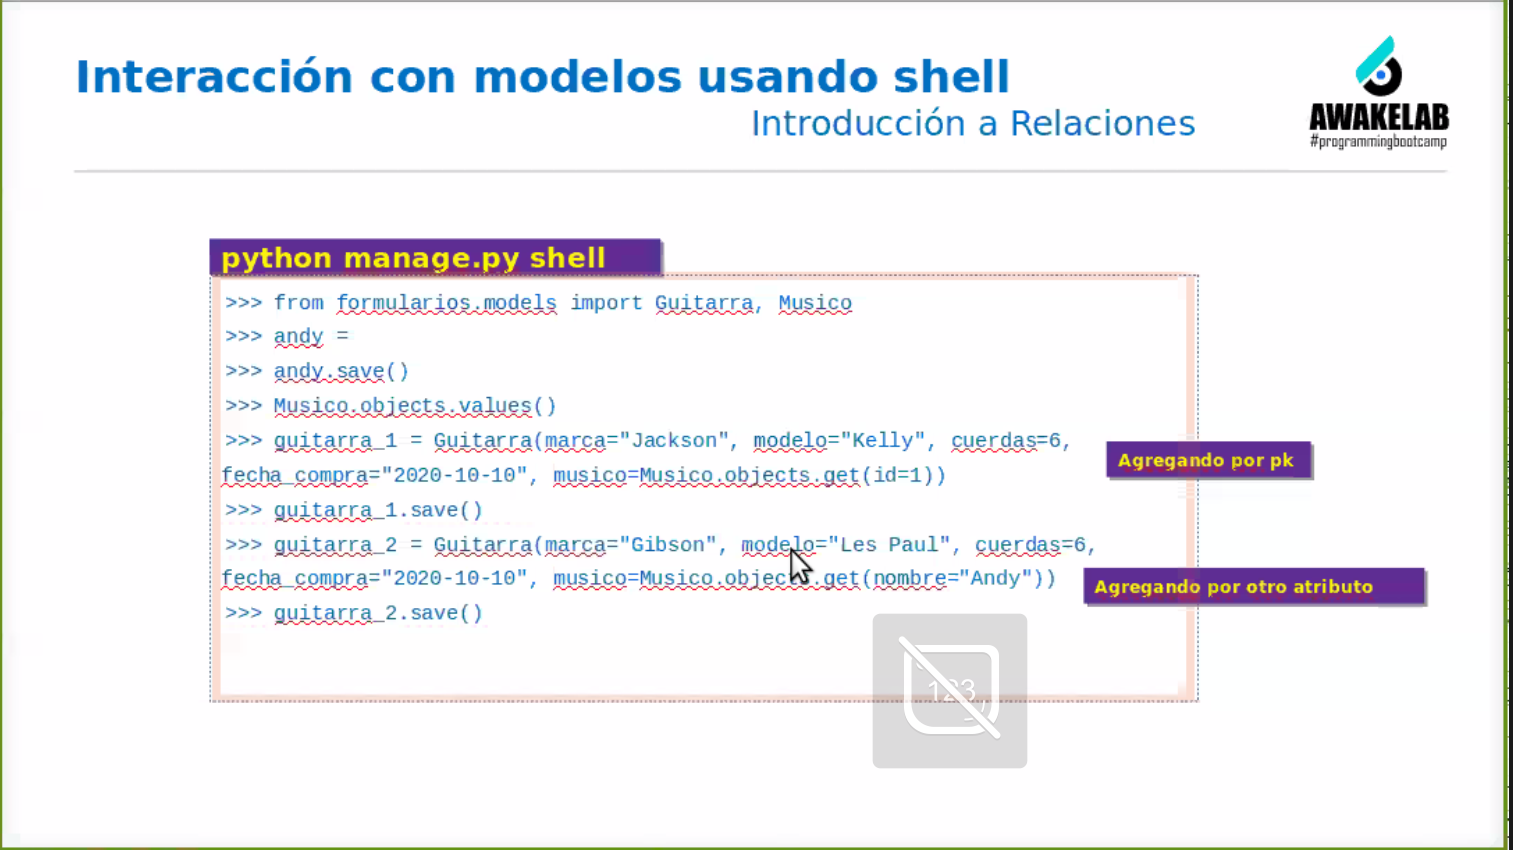 Interacción con modelos usando shell
Introducción a Relaciones
AWAKELAB
#programmingbootcamp
python manage.py shell
>>> from formularios.models import Guitarra, Musico
>>> andy =
>>> andy.save()
>>> Musico.objects.values()
>>> guitarra_1 = Guitarra(marca="Jackson", modelo="Kelly", cuerdas=6,
fecha_compra="2020-10-10", musico=Musico.objects.get(id=1))
Agregando por pk
>>> guitarra_1.save()
>>> guitarra_2 = Guitarra(marca="Gibson", modelo="Les Paul", cuerdas=6,
fecha_compra="2020-10-10", musico=Musico.objects.get(nombre="Andy"))
Agregando por otro atributo
>>> guitarra_2.save()
123